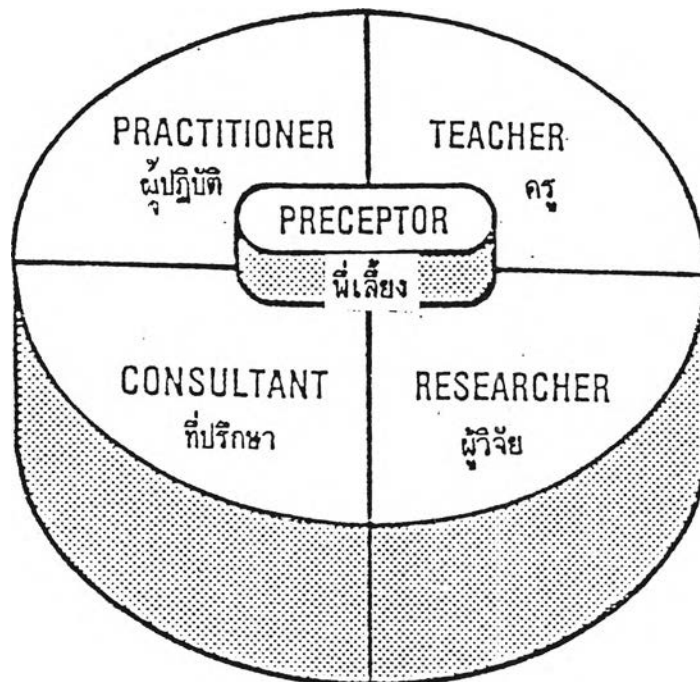 PRACTITIONER
ผู้ปฏิบัติ
TEACHER
ครู
PRECEPTOR
พี่เลี้ยง
CONSULTANT
ที่ปรึกษา
RESEARCHER
ผู้วิจัย